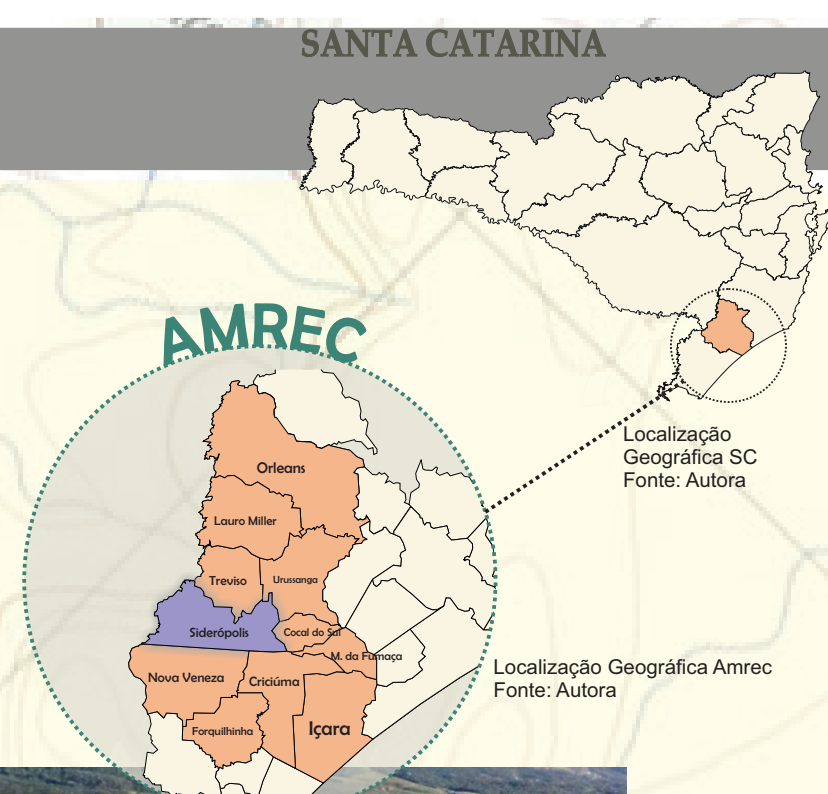 SANTA CATARINA
AMREC
Localização
Geográfica SC
Fonte: Autora
Orleans
Lauro Miller
Treviso
Urussanga
Siderópolis
Cocal do Sul
M. da Fumaça
Nova Veneza
Criciúma
Forquilhinha
Içara
Localização Geográfica Amrec
Fonte: Autora